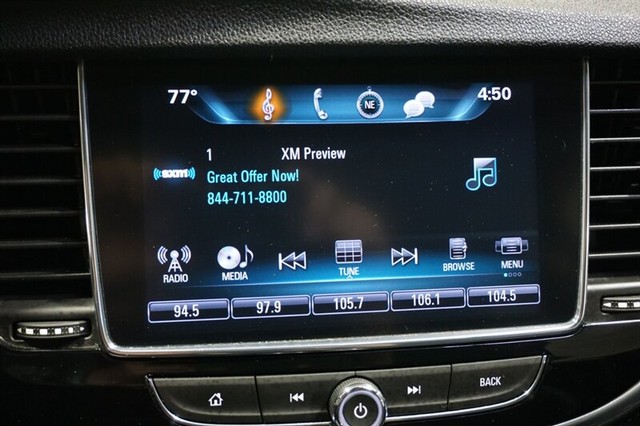 77°
NE
4:50
1 XM Preview
((sxm))
Great Offer Now!
844-711-8800
RADIO
MEDIA
TUNE
BROWSE
MENU
94.5
97.9
105.7
106.1
104.5
BACK